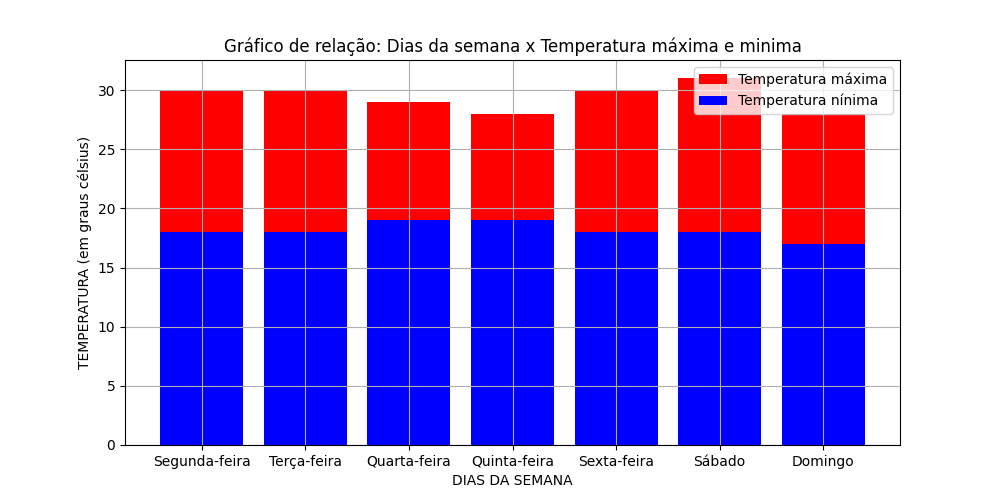 Gráfico de relação: Dias da semana x Temperatura máxima e minima
Temperatura máxima
Temperatura nínima
TEMPERATURA (em graus célsius)
30
25
20
15
10
5
0
Segunda-feira Terça-feira Quarta-feira Quinta-feira Sexta-feira Sábado Domingo
DIAS DA SEMANA